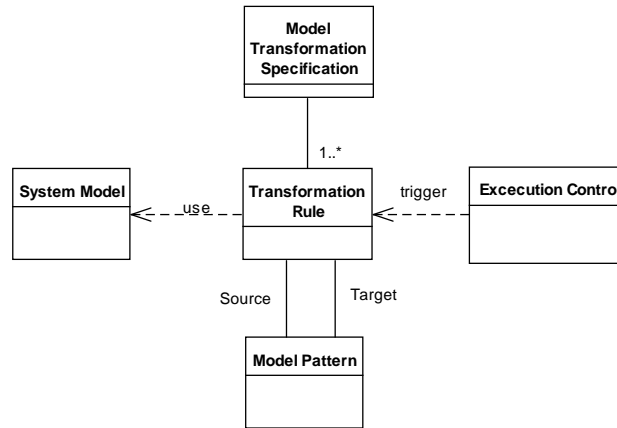 Model
Transformation
Specification
1..*
System Model
use
Transformation
Rule
trigger
Excecution Contro
Source
Target
Model Pattern